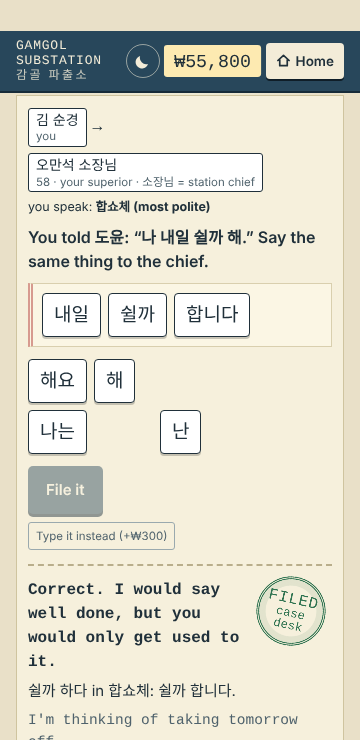 GAMGOL
SUBSTATION
감골 파출소
₩55,800
Home
김 순경
you
→
오만석 소장님
58 · your superior · 소장님 = station chief
you speak: 합쇼체 (most polite)
You told 도윤: “나 내일 쉴까 해.” Say the
same thing to the chief.
내일 쉴까 합니다
해요 해
나는 난
File it
Type it instead (+₩300)
Correct. I would say
well done, but you
would only get used to
it.
FILED
case
desk
쉴까 하다 in 합쇼체: 쉴까 합니다.
I'm thinking of taking tomorrow
off.